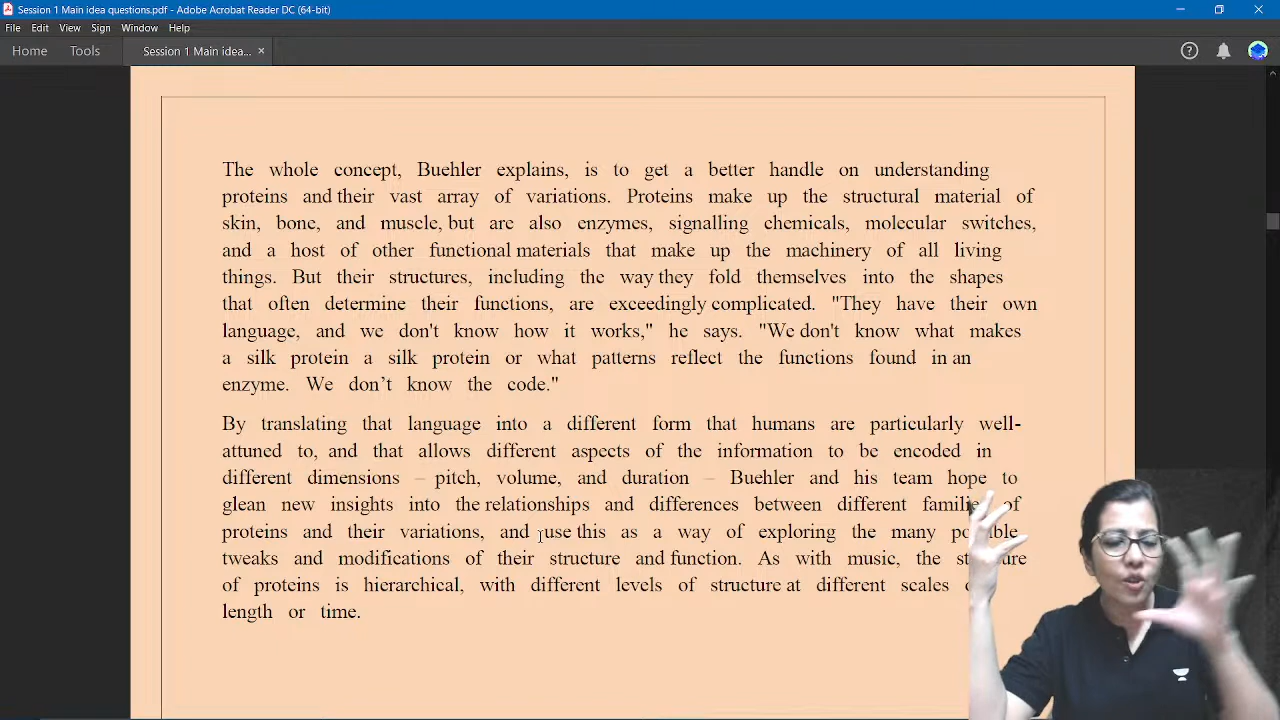 Session 1 Main idea questions.pdf - Adobe Acrobat Reader DC (64-bit)
File Edit View Sign Window Help
Home Tools Session 1 Main idea... ×
The whole concept, Buehler explains, is to get a better handle on understanding
proteins and their vast array of variations. Proteins make up the structural material of
skin, bone, and muscle, but are also enzymes, signalling chemicals, molecular switches,
and a host of other functional materials that make up the machinery of all living
things. But their structures, including the way they fold themselves into the shapes
that often determine their functions, are exceedingly complicated. "They have their own
language, and we don't know how it works," he says. "We don't know what makes
a silk protein a silk protein or what patterns reflect the functions found in an
enzyme. We don’t know the code."
By translating that language into a different form that humans are particularly well-
attuned to, and that allows different aspects of the information to be encoded in
different dimensions – pitch, volume, and duration – Buehler and his team hope to
glean new insights into the relationships and differences between different families of
proteins and their variations, and use this as a way of exploring the many possible
tweaks and modifications of their structure and function. As with music, the structure
of proteins is hierarchical, with different levels of structure at different scales
length or time.